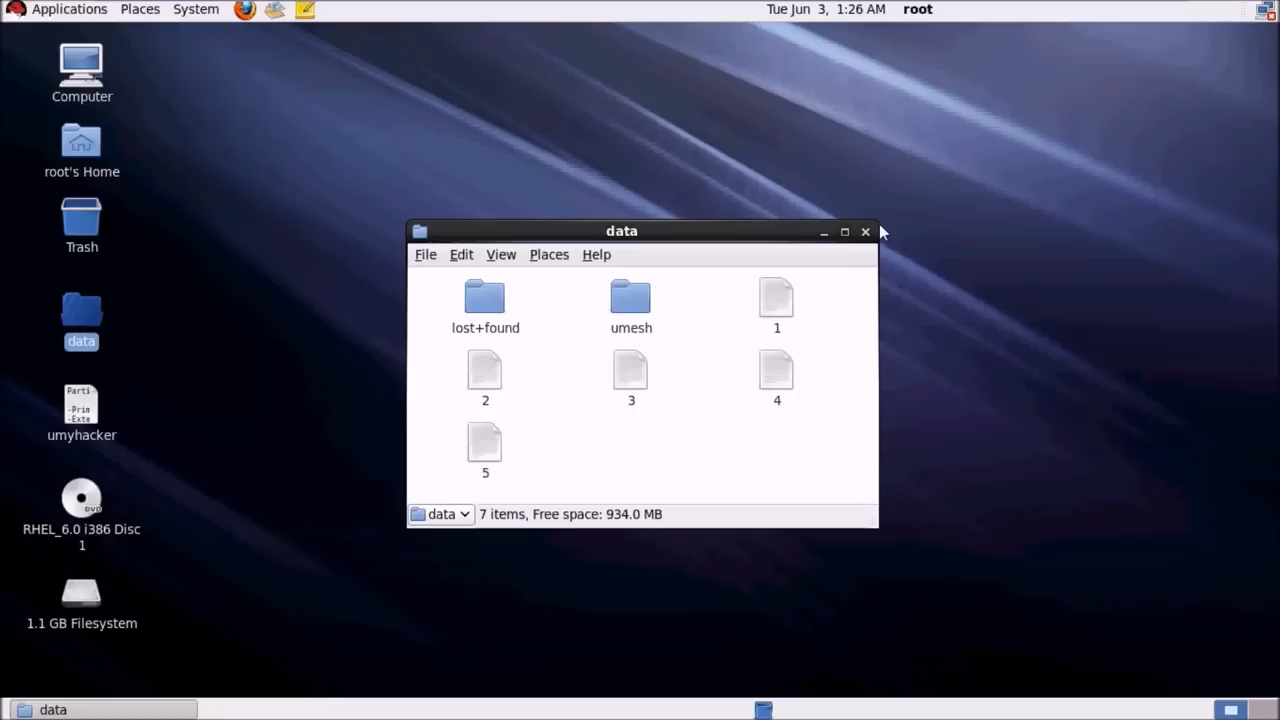 Applications Places System Tue Jun 3, 1:26 AM root
Computer
root's Home
Trash
data
Parti
-Prim
-Exte
umyhacker
DVD
RHEL_6.0 i386 Disc
1
1.1 GB Filesystem
data
File Edit View Places Help
lost+found umesh 1
2 3 4
5
data 7 items, Free space: 934.0 MB
data